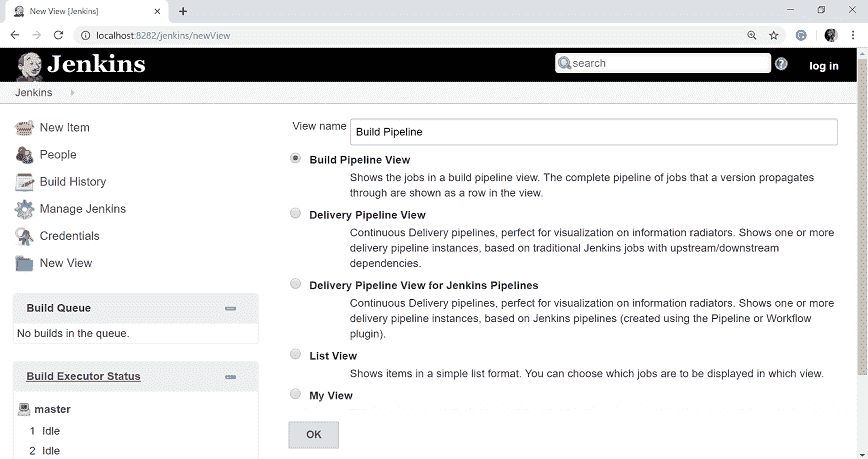 New View [Jenkins]
localhost:8282/jenkins/newView
Jenkins
search
log in
Jenkins
New Item
People
Build History
Manage Jenkins
Credentials
New View
Build Queue
No builds in the queue.
Build Executor Status
master
1 Idle
2 Idle
View name
Build Pipeline
Build Pipeline View
Shows the jobs in a build pipeline view. The complete pipeline of jobs that a version propagates
through are shown as a row in the view.
Delivery Pipeline View
Continuous Delivery pipelines, perfect for visualization on information radiators. Shows one or more
delivery pipeline instances, based on traditional Jenkins jobs with upstream/downstream
dependencies.
Delivery Pipeline View for Jenkins Pipelines
Continuous Delivery pipelines, perfect for visualization on information radiators. Shows one or more
delivery pipeline instances, based on Jenkins pipelines (created using the Pipeline or Workflow
plugin).
List View
Shows items in a simple list format. You can choose which jobs are to be displayed in which view.
My View
OK